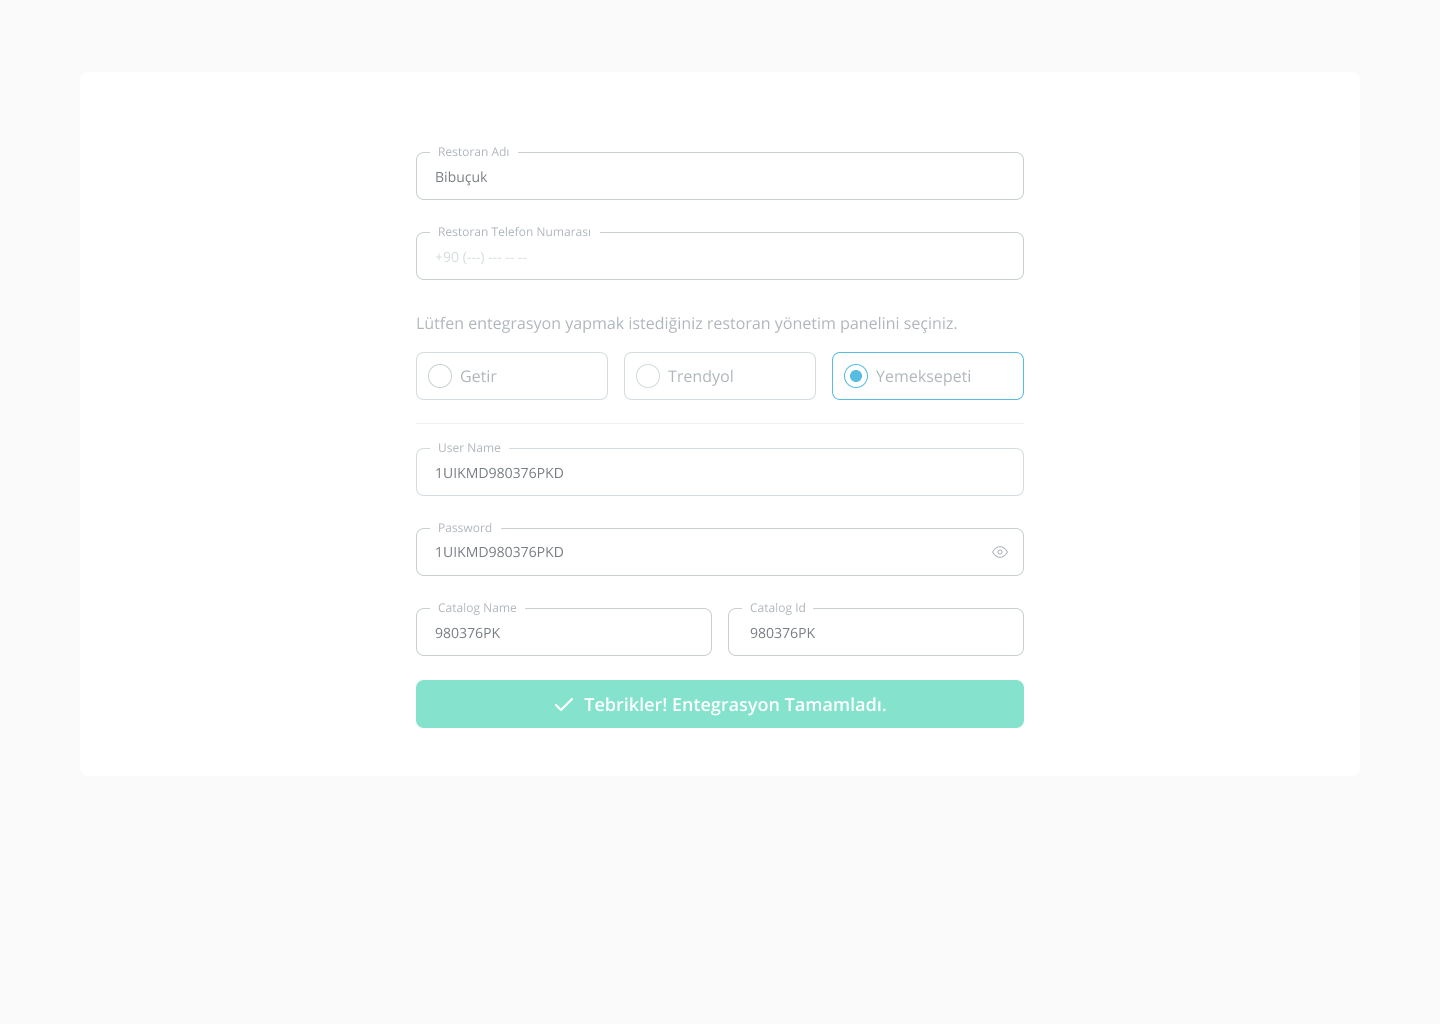 Restoran Adı
Bibuçuk
Restoran Telefon Numarası
+90 (---) --- -- --
Lütfen entegrasyon yapmak istediğiniz restoran yönetim panelini seçiniz.
Getir
Trendyol
Yemeksepeti
User Name
1UIKMD980376PKD
Password
1UIKMD980376PKD
Catalog Name
980376PK
Catalog Id
980376PK
Tebrikler! Entegrasyon Tamamladı.